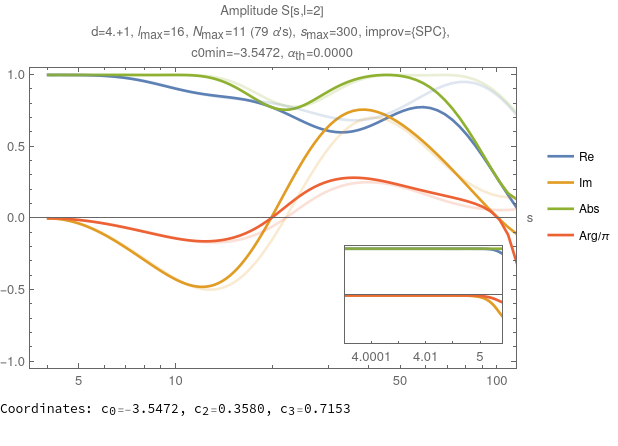 Amplitude S[s,l=2]
d=4.+1, lmax=16, Nmax=11 (79 α's), smax=300, improv={SPC},
c0min=−3.5472, αth=0.0000
1.0
0.5
0.0
−0.5
−1.0
5
10
50
100
s
4.0001
4.01
5
Re
Im
Abs
Arg/π
Coordinates: c0=-3.5472, c2=0.3580, c3=0.7153